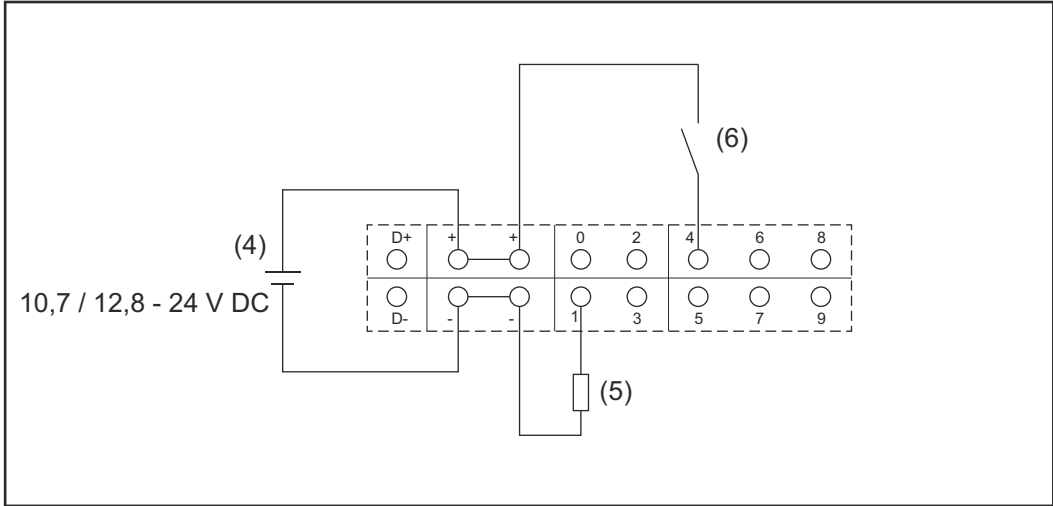 (6)
(4)
10,7 / 12,8 - 24 V DC
D+ + + 0 2 4 6 8
D- - - 1 3 5 7 9
(5)